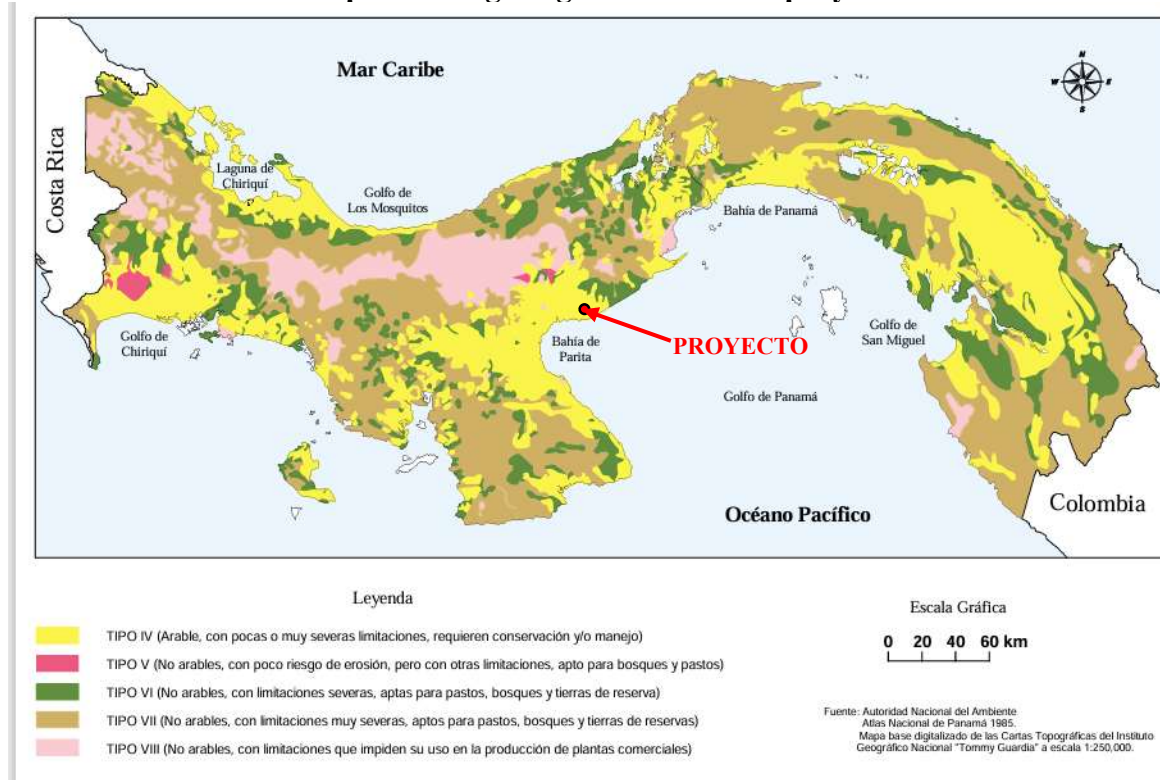 Mar Caribe
N
W E
S
Costa Rica
Laguna de
Chiriquí
Golfo de
Los Mosquitos
Bahía de Panamá
Golfo de
Chiriquí
Bahía de
Parita
PROYECTO
Golfo de
San Miguel
Golfo de Panamá
Océano Pacífico
Colombia
Leyenda
TIPO IV (Arable, con pocas o muy severas limitaciones, requieren conservación y/o manejo)
TIPO V (No arables, con poco riesgo de erosión, pero con otras limitaciones, apto para bosques y pastos)
TIPO VI (No arables, con limitaciones severas, aptas para pastos, bosques y tierras de reserva)
TIPO VII (No arables, con limitaciones muy severas, aptos para pastos, bosques y tierras de reservas)
TIPO VIII (No arables, con limitaciones que impiden su uso en la producción de plantas comerciales)
Escala Gráfica
0 20 40 60 km
Fuente: Autoridad Nacional del Ambiente
Atlas Nacional de Panamá 1985.
Mapa base digitalizado de las Cartas Topográficas del Instituto
Geográfico Nacional "Tommy Guardia" a escala 1:250,000.